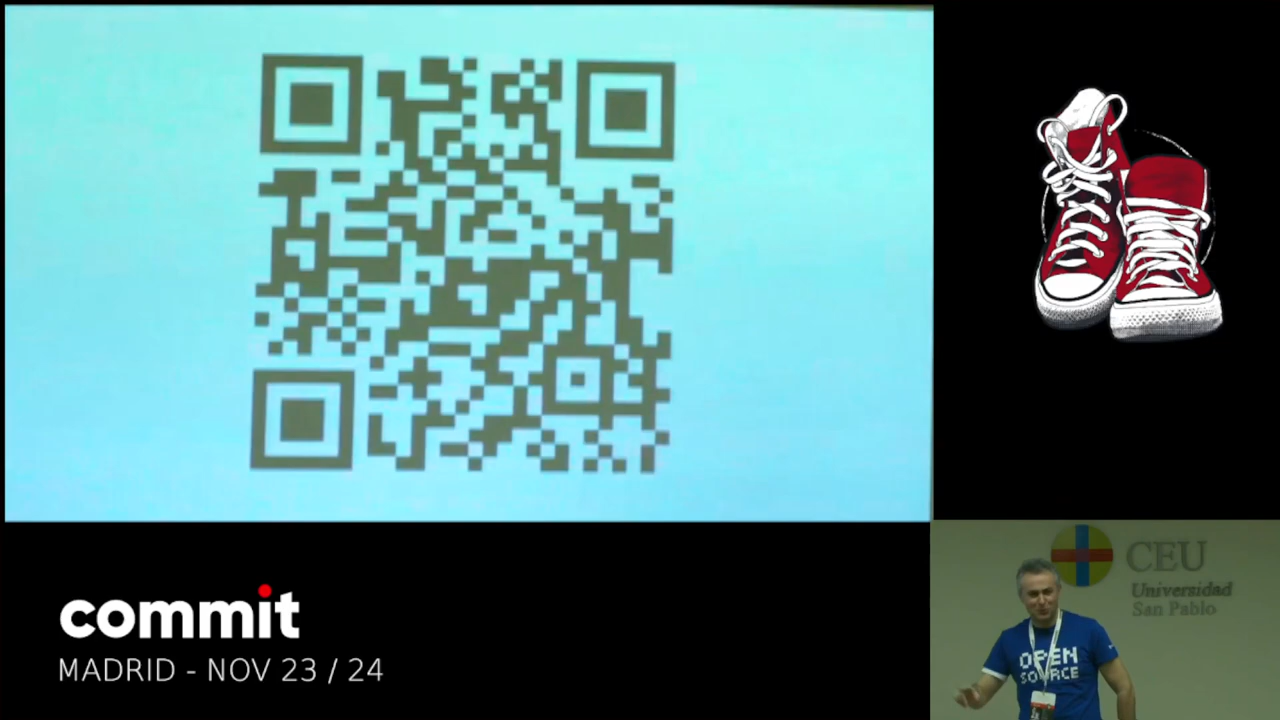 commit
MADRID - NOV 23 / 24
CEU
Universidad
San Pablo
OPEN
SOURCE